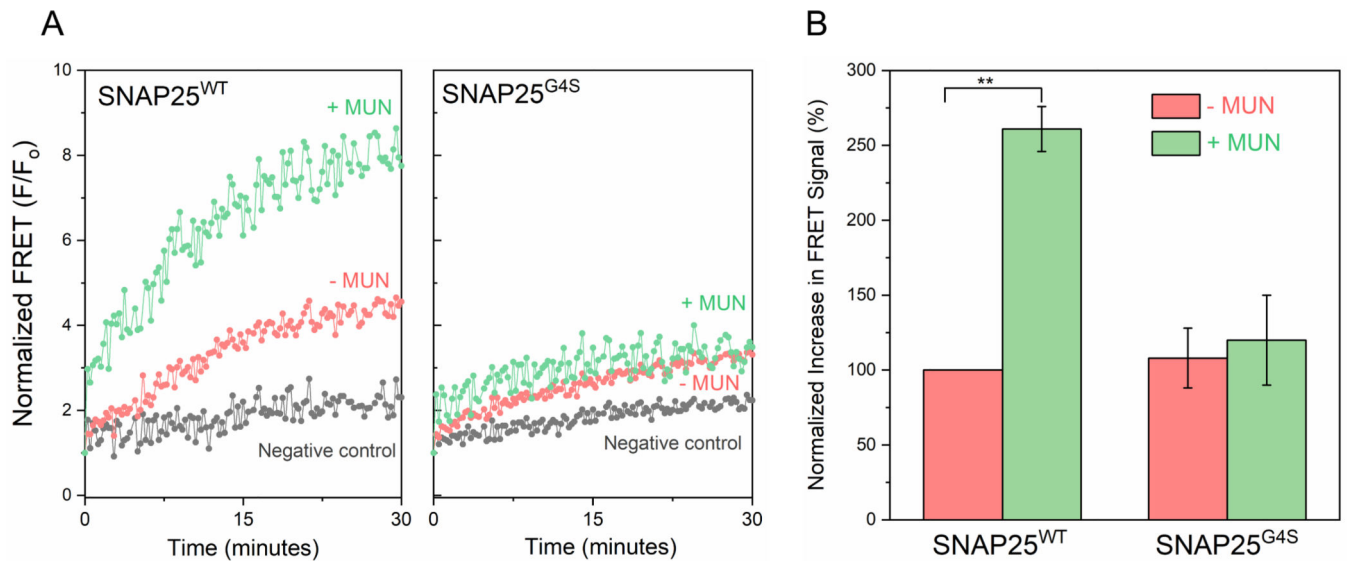 A
B
Normalized FRET (F/Fo)
10
8
6
4
2
0
SNAP25WT
+ MUN
- MUN
Negative control
0
15
30
Time (minutes)
SNAP25G4S
+ MUN
- MUN
Negative control
0
15
30
Time (minutes)
Normalized Increase in FRET Signal (%)
300
250
200
150
100
50
0
**
- MUN
+ MUN
SNAP25WT
SNAP25G4S